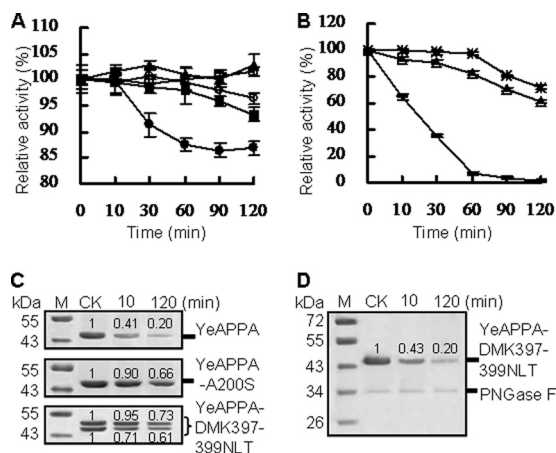 A
Relative activity (%)
110
105
100
95
90
85
80
0 10 30 60 90 120
Time (min)
B
Relative activity (%)
120
100
80
60
40
20
0
0 10 30 60 90 120
Time (min)
C
kDa M CK 10 120 (min)
55
43
1 0.41 0.20
YeAPPA
55
43
1 0.90 0.66
YeAPPA
-A200S
55
43
1 0.95 0.73
1 0.71 0.61
YeAPPA-
DMK397-
399NLT
D
kDa M CK 10 120 (min)
72
55
43
34
26
1 0.43 0.20
YeAPPA-
DMK397-
399NLT
PNGase F